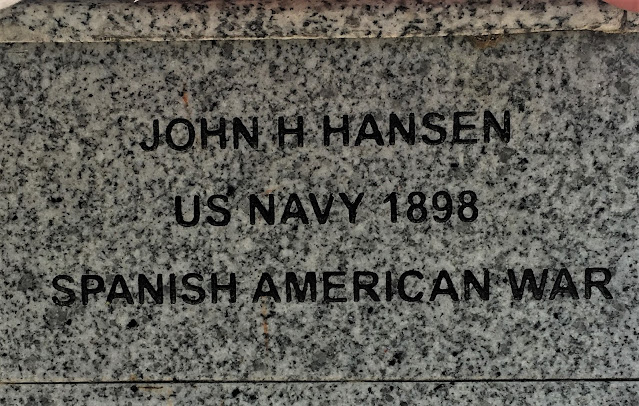 JOHN H HANSEN
US NAVY 1898
SPANISH AMERICAN WAR